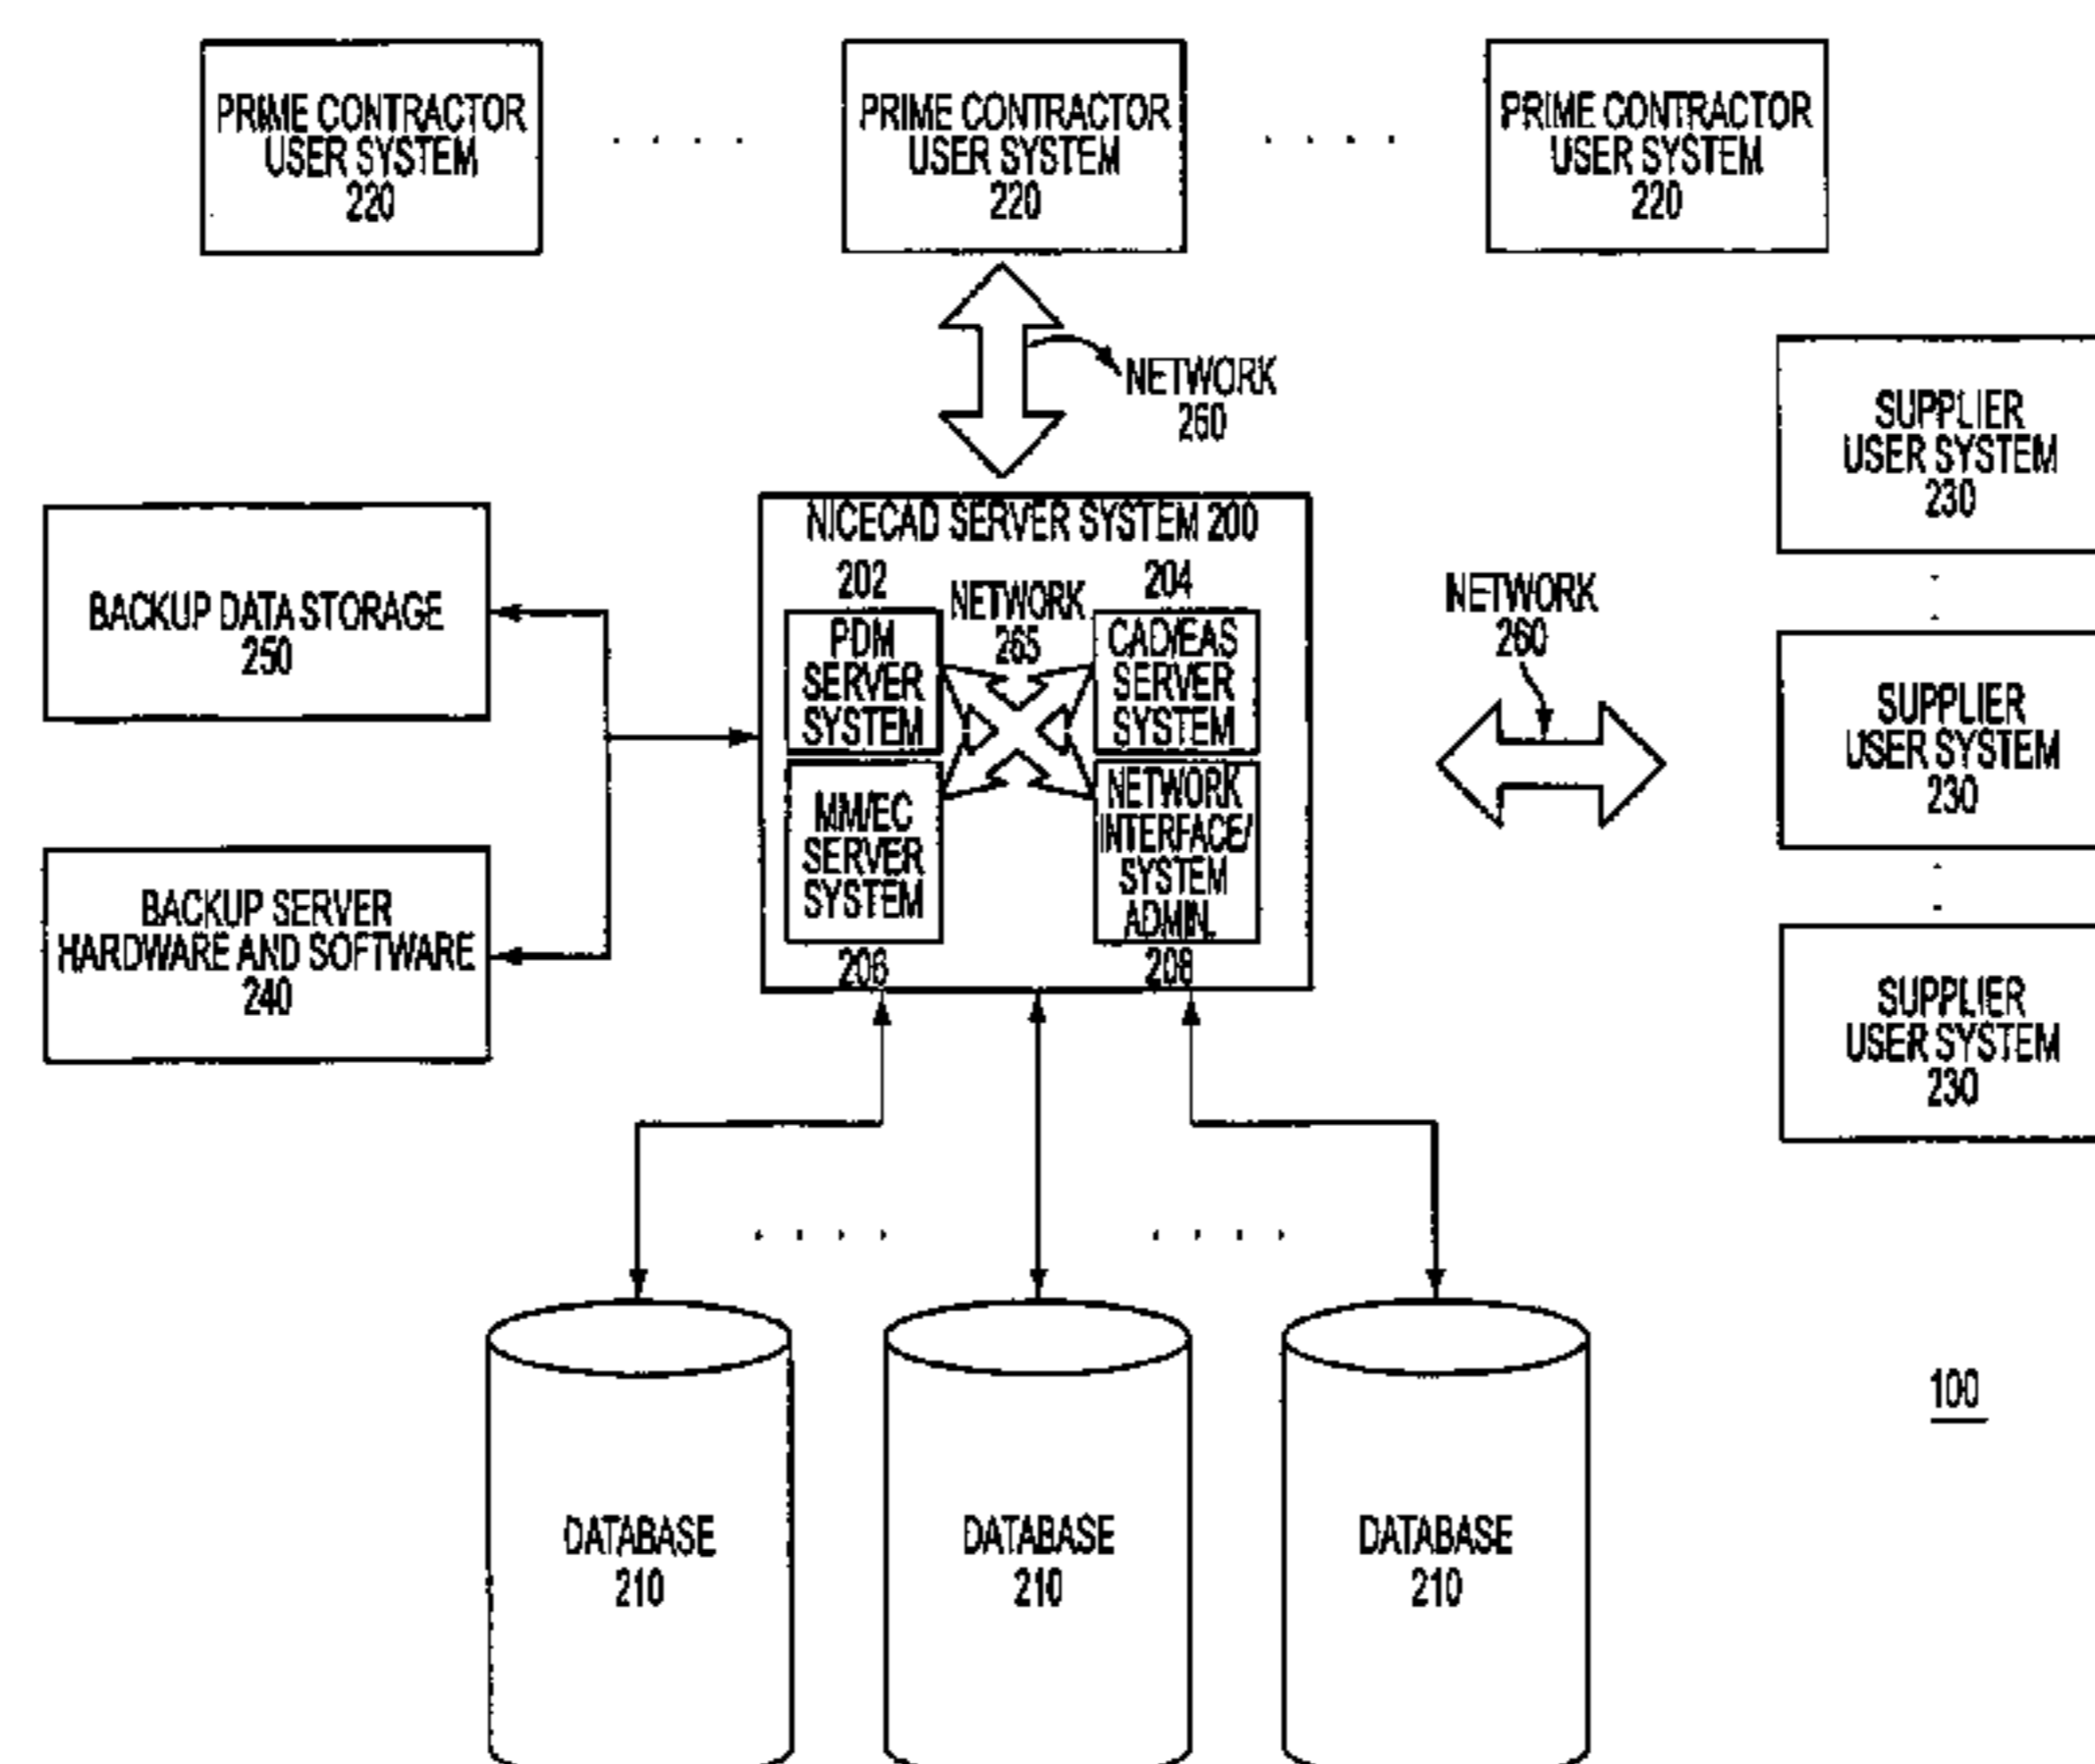 PRIME CONTRACTOR
USER SYSTEM
220
PRIME CONTRACTOR
USER SYSTEM
220
PRIME CONTRACTOR
USER SYSTEM
220
NETWORK
260
SUPPLIER
USER SYSTEM
230
BACKUP DATA STORAGE
250
NICECAD SERVER SYSTEM 200
202
PDM
SERVER
SYSTEM
NETWORK
265
204
CAD/EAS
SERVER
SYSTEM
MM/EC
SERVER
SYSTEM
206
NETWORK
INTERFACE/
SYSTEM
ADMIN.
208
NETWORK
260
SUPPLIER
USER SYSTEM
230
BACKUP SERVER
HARDWARE AND SOFTWARE
240
SUPPLIER
USER SYSTEM
230
DATABASE
210
DATABASE
210
DATABASE
210
100